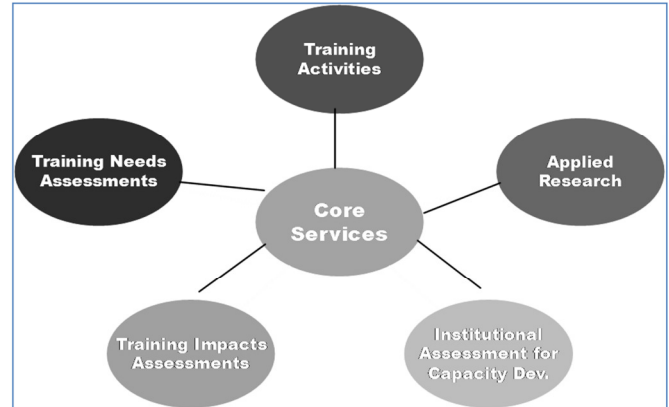 Training
Activities
Training Needs
Assessments
Applied
Research
Core
Services
Training Impacts
Assessments
Institutional
Assessment for
Capacity Dev.